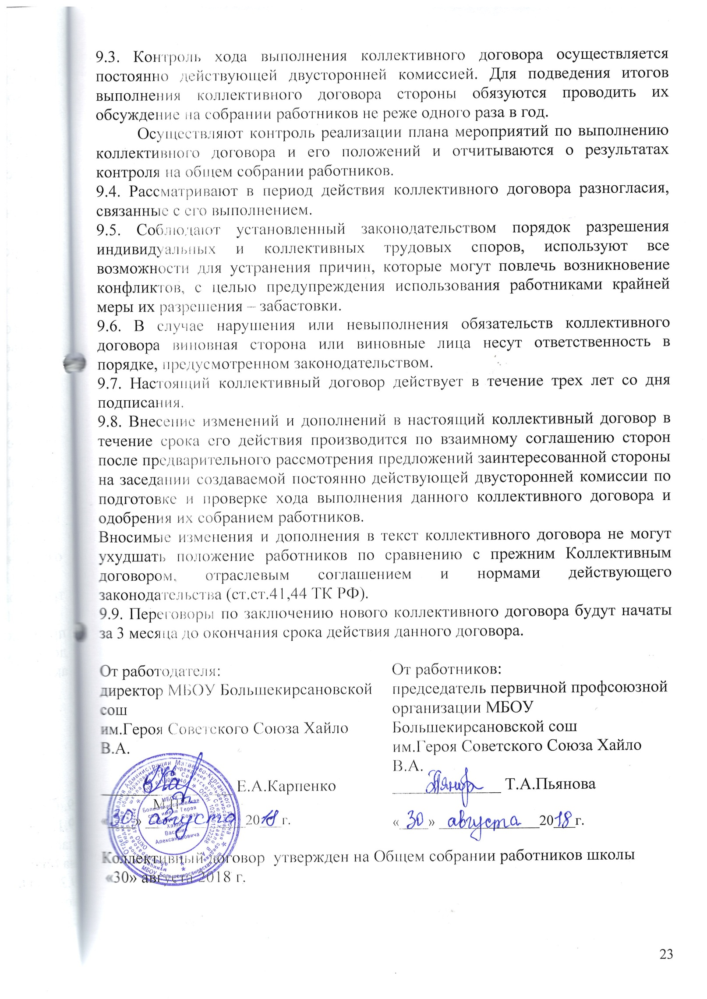 9.3. Контроль хода выполнения коллективного договора осуществляется
постоянно действующей двусторонней комиссией. Для подведения итогов
выполнения коллективного договора стороны обязуются проводить их
обсуждение на собрании работников не реже одного раза в год.
Осуществляют контроль реализации плана мероприятий по выполнению
коллективного договора и его положений и отчитываются о результатах
контроля на общем собрании работников.
9.4. Рассматривают в период действия коллективного договора разногласия,
связанные с его выполнением.
9.5. Соблюдают установленный законодательством порядок разрешения
индивидуальных и коллективных трудовых споров, используют все
возможности для устранения причин, которые могут повлечь возникновение
конфликтов, с целью предупреждения использования работниками крайней
меры их разрешения – забастовки.
9.6. В случае нарушения или невыполнения обязательств коллективного
договора виновная сторона или виновные лица несут ответственность в
порядке, предусмотренном законодательством.
9.7. Настоящий коллективный договор действует в течение трех лет со дня
подписания.
9.8. Внесение изменений и дополнений в настоящий коллективный договор в
течение срока его действия производится по взаимному соглашению сторон
после предварительного рассмотрения предложений заинтересованной стороны
на заседании создаваемой постоянно действующей двусторонней комиссии по
подготовке и проверке хода выполнения данного коллективного договора и
одобрения их собранием работников.
Вносимые изменения и дополнения в текст коллективного договора не могут
ухудшать положение работников по сравнению с прежним Коллективным
договором, отраслевым соглашением и нормами действующего
законодательства (ст.ст.41,44 ТК РФ).
9.9. Переговоры по заключению нового коллективного договора будут начаты
за 3 месяца до окончания срока действия данного договора.
От работодателя:
директор МБОУ Большекирсановской
сош
им.Героя Советского Союза Хайло
В.А.
Е.А.Карпенко
М.П.
«30» августа 2018 г.
От работников:
председатель первичной профсоюзной
организации МБОУ
Большекирсановской сош
им.Героя Советского Союза Хайло
В.А.
Т.А.Пьянова
«30» августа 2018 г.
МБОУ
Большекирсановская
сош имени Героя
Советского Союза
Хайло
Василия
Александровича
Коллективный договор утвержден на Общем собрании работников школы
«30» августа 2018 г.
23